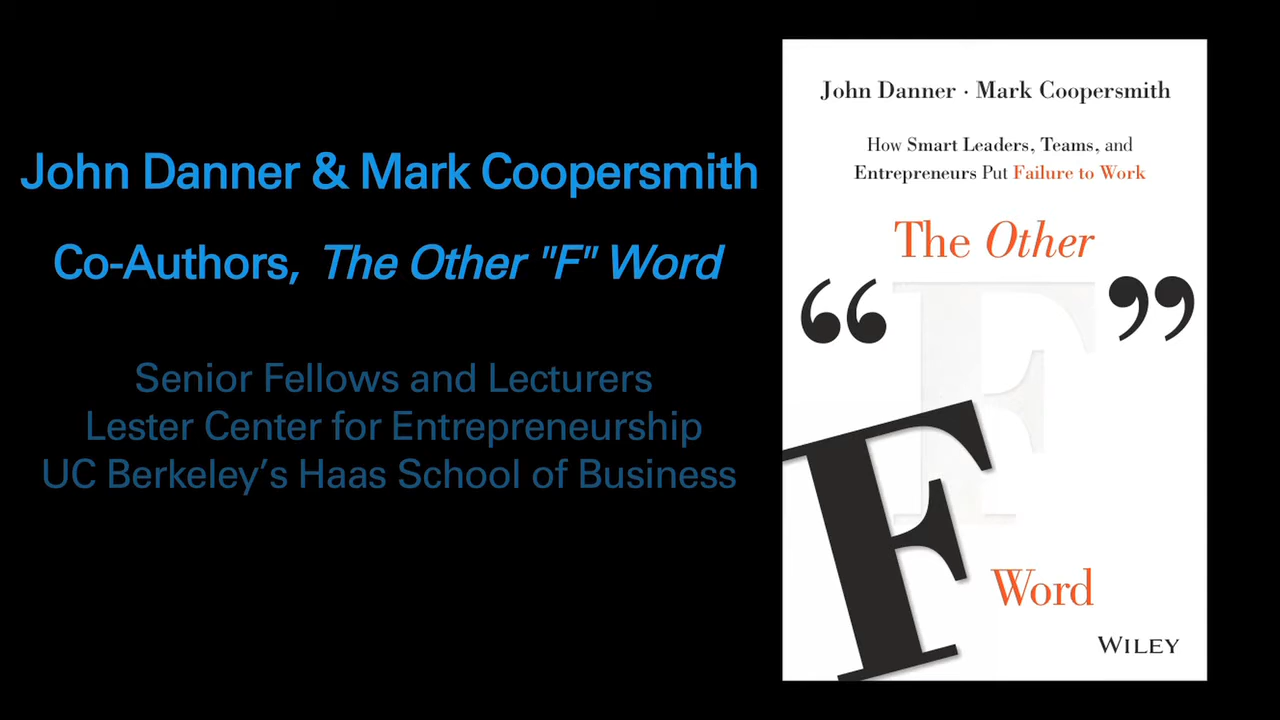 John Danner & Mark Coopersmith
Co-Authors, The Other "F" Word
Senior Fellows and Lecturers
Lester Center for Entrepreneurship
UC Berkeley’s Haas School of Business
John Danner · Mark Coopersmith
How Smart Leaders, Teams, and
Entrepreneurs Put Failure to Work
The Other
“F”
F
Word
WILEY